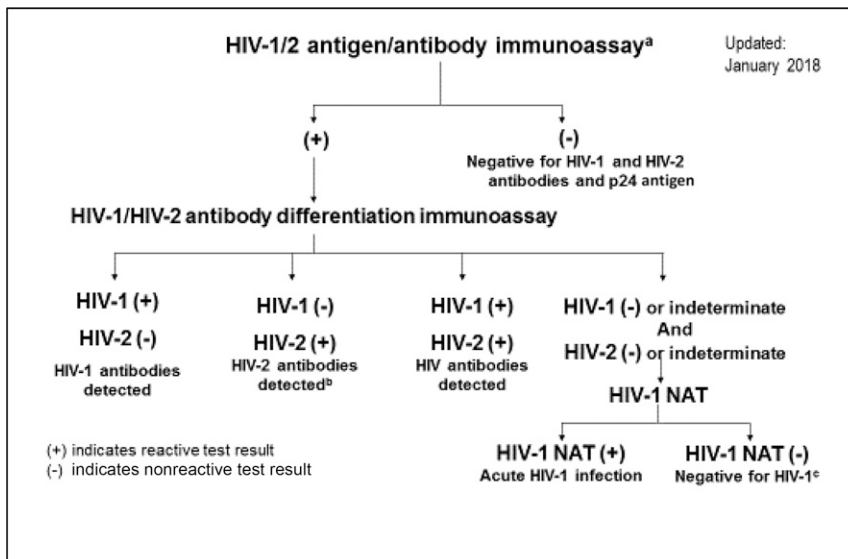 HIV-1/2 antigen/antibody immunoassayᵃ
Updated:
January 2018
(+)
(-)
Negative for HIV-1 and HIV-2
antibodies and p24 antigen
HIV-1/HIV-2 antibody differentiation immunoassay
HIV-1 (+)
HIV-2 (-)
HIV-1 antibodies
detected
HIV-1 (-)
HIV-2 (+)
HIV-2 antibodies
detectedᵇ
HIV-1 (+)
HIV-2 (+)
HIV antibodies
detected
HIV-1 (-) or indeterminate
And
HIV-2 (-) or indeterminate
HIV-1 NAT
HIV-1 NAT (+)
Acute HIV-1 infection
HIV-1 NAT (-)
Negative for HIV-1ᶜ
(+) indicates reactive test result
(-) indicates nonreactive test result